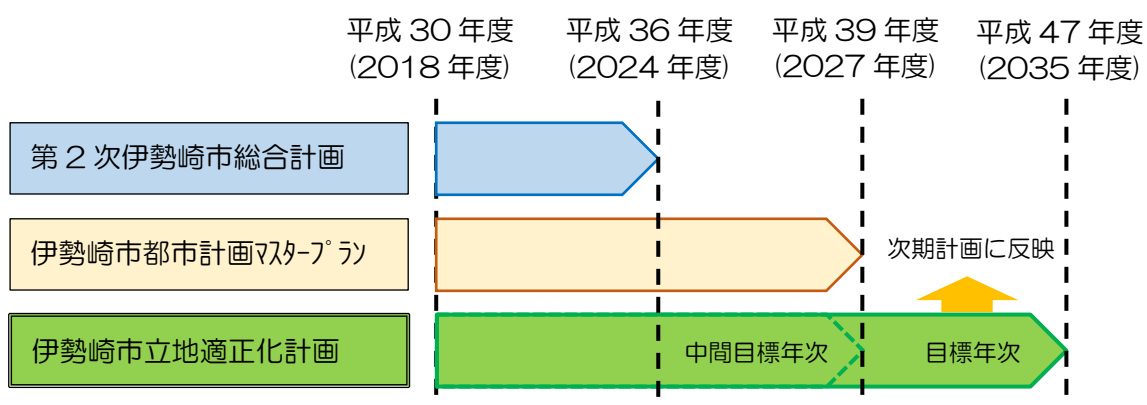 平成 30 年度
(2018 年度)
平成 36 年度
(2024 年度)
平成 39 年度
(2027 年度)
平成 47 年度
(2035 年度)
第 2 次伊勢崎市総合計画
伊勢崎市都市計画ﾏｽﾀｰﾌﾟﾗﾝ
次期計画に反映
伊勢崎市立地適正化計画
中間目標年次
目標年次